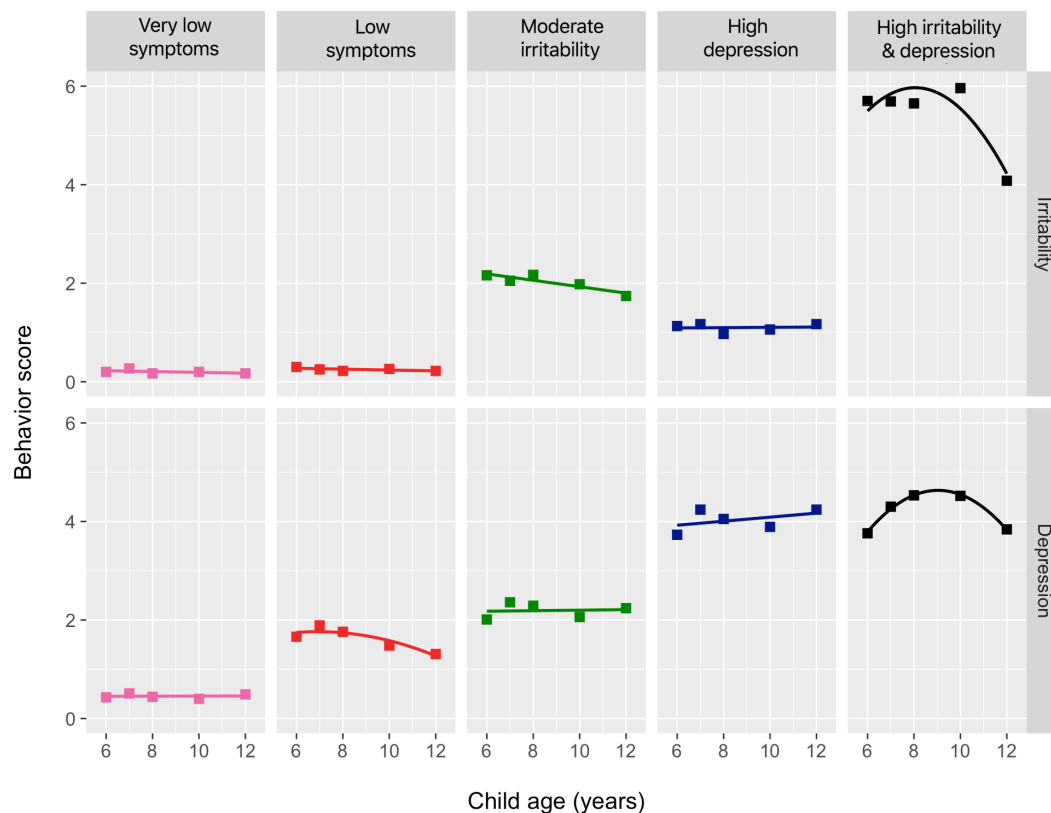 Very low
symptoms
Low
symptoms
Moderate
irritability
High
depression
High irritability
& depression
6
4
2
0
Irritability
6
4
2
0
Depression
Behavior score
6 8 10 12
6 8 10 12
6 8 10 12
6 8 10 12
6 8 10 12
Child age (years)